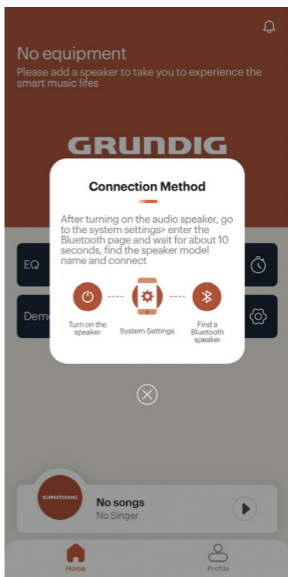 No equipment
Please add a speaker to take you to experience the
smart music lifes
GRUNDIG
Connection Method
After turning on the audio speaker, go
to the system settings> enter the
Bluetooth page and wait for about 10
seconds, find the speaker model
name and connect
Turn on the
speaker
System Settings
Find a
Bluetooth
speaker
EQ
Dem
GRUNDIG
No songs
No Singer
Home
Profile